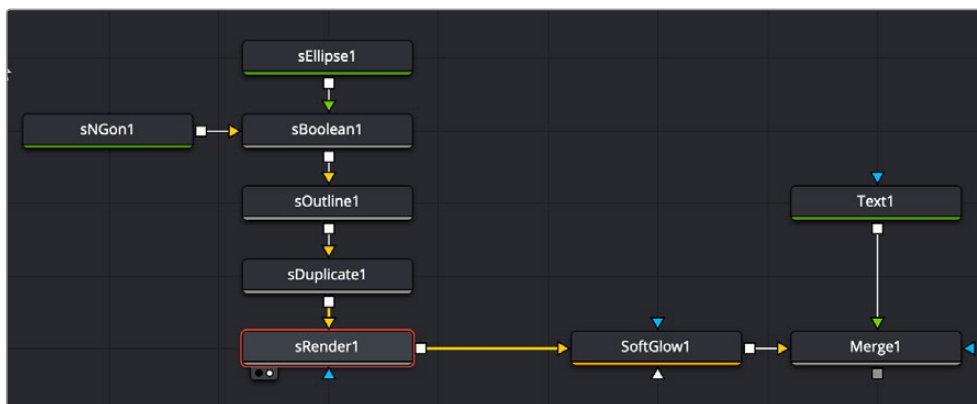 sEllipse1
sNGon1
sBoolean1
sOutline1
Text1
sDuplicate1
sRender1
SoftGlow1
Merge1